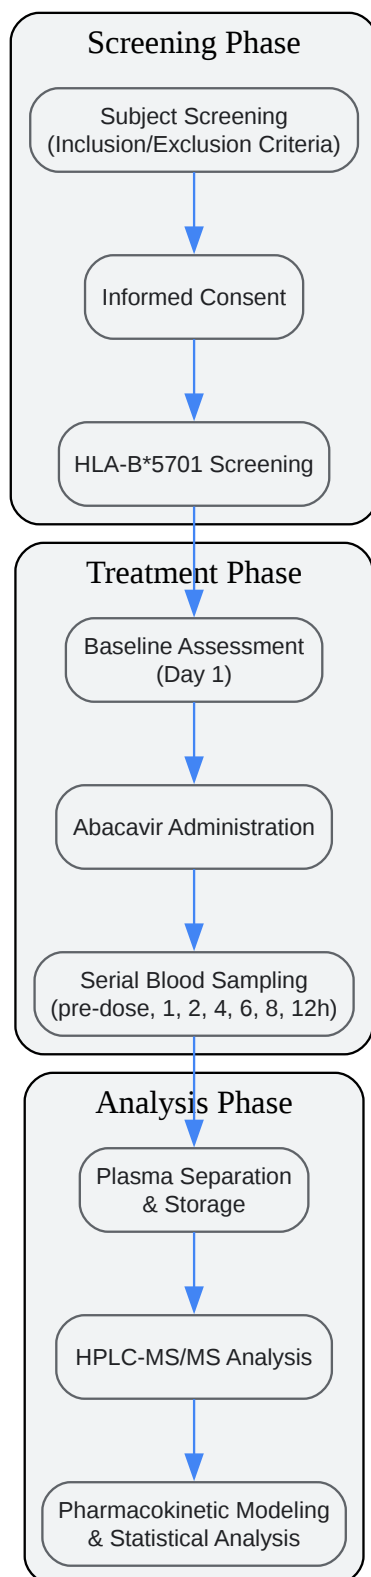 Screening Phase
Subject Screening
(Inclusion/Exclusion Criteria)
Informed Consent
HLA-B*5701 Screening
Treatment Phase
Baseline Assessment
(Day 1)
Abacavir Administration
Serial Blood Sampling
(pre-dose, 1, 2, 4, 6, 8, 12h)
Analysis Phase
Plasma Separation
& Storage
HPLC-MS/MS Analysis
Pharmacokinetic Modeling
& Statistical Analysis